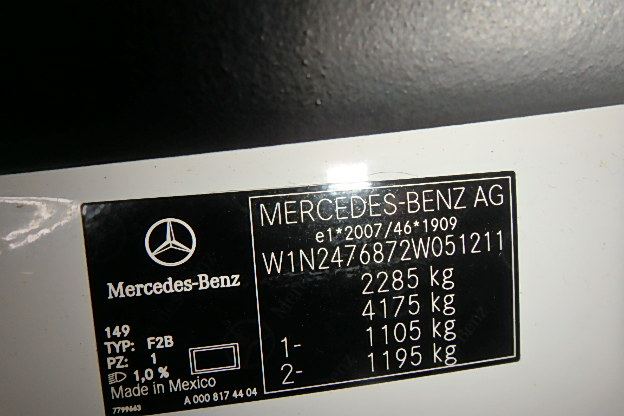 MERCEDES-BENZ AG
e1*2007/46*1909
W1N2476872W051211
2285 kg
4175 kg
1- 1105 kg
2- 1195 kg
Mercedes-Benz
149
TYP: F2B
PZ: 1
1,0 %
Made in Mexico
A 000 817 44 04
7799663